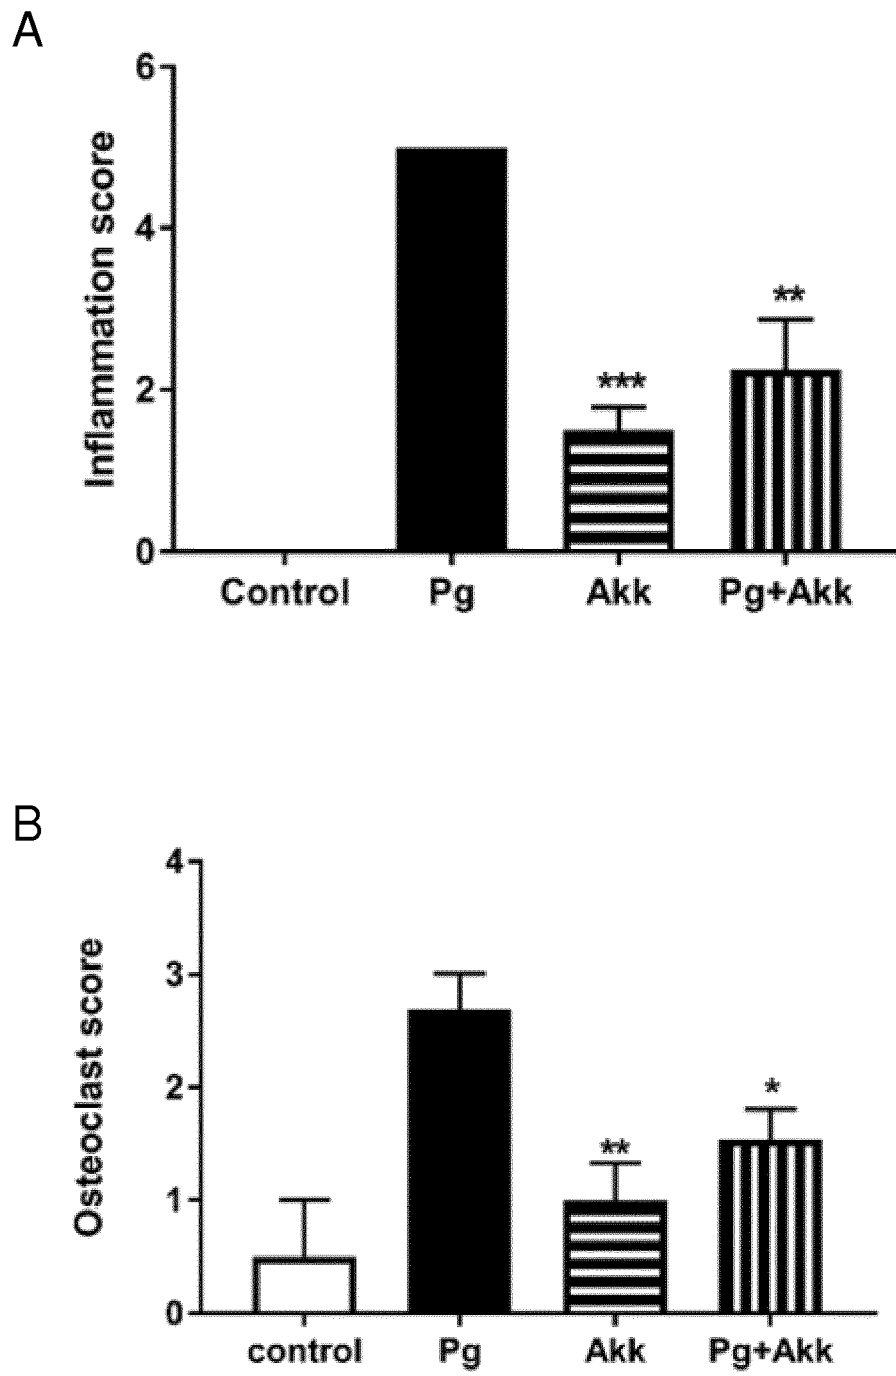 A
Inflammation score
6
4
2
0
***
**
Control Pg Akk Pg+Akk
B
Osteoclast score
4
3
2
1
0
**
*
control Pg Akk Pg+Akk